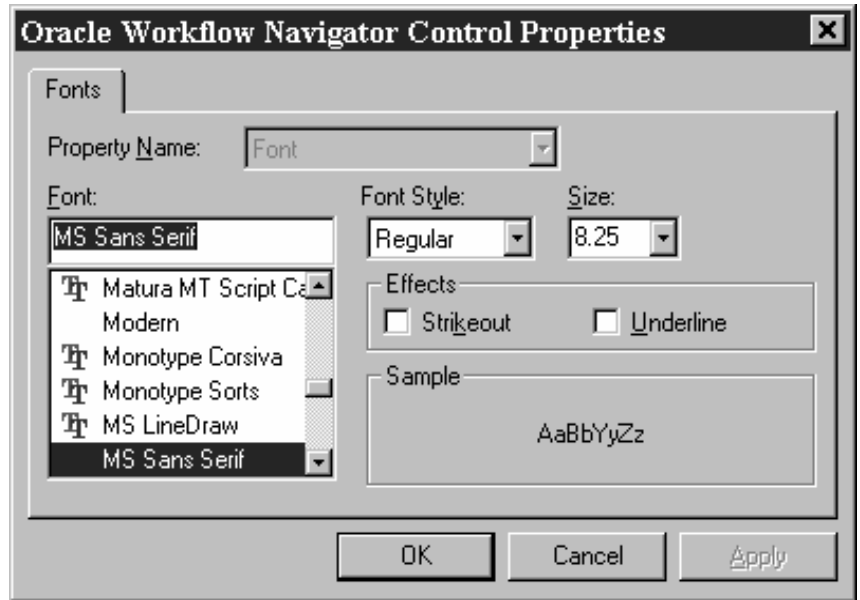 Oracle Workflow Navigator Control Properties
Fonts
Property Name: Font
Font: Font Style: Size:
MS Sans Serif Regular 8.25
Matura MT Script Ca
Modern
Monotype Corsiva
Monotype Sorts
MS LineDraw
MS Sans Serif
Effects
Strikeout Underline
Sample
AaBbYyZz
OK Cancel Apply